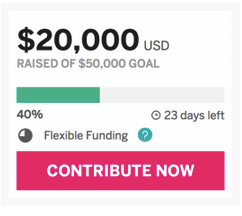 $20,000 USD
RAISED OF $50,000 GOAL
40% 23 days left
Flexible Funding ?
CONTRIBUTE NOW